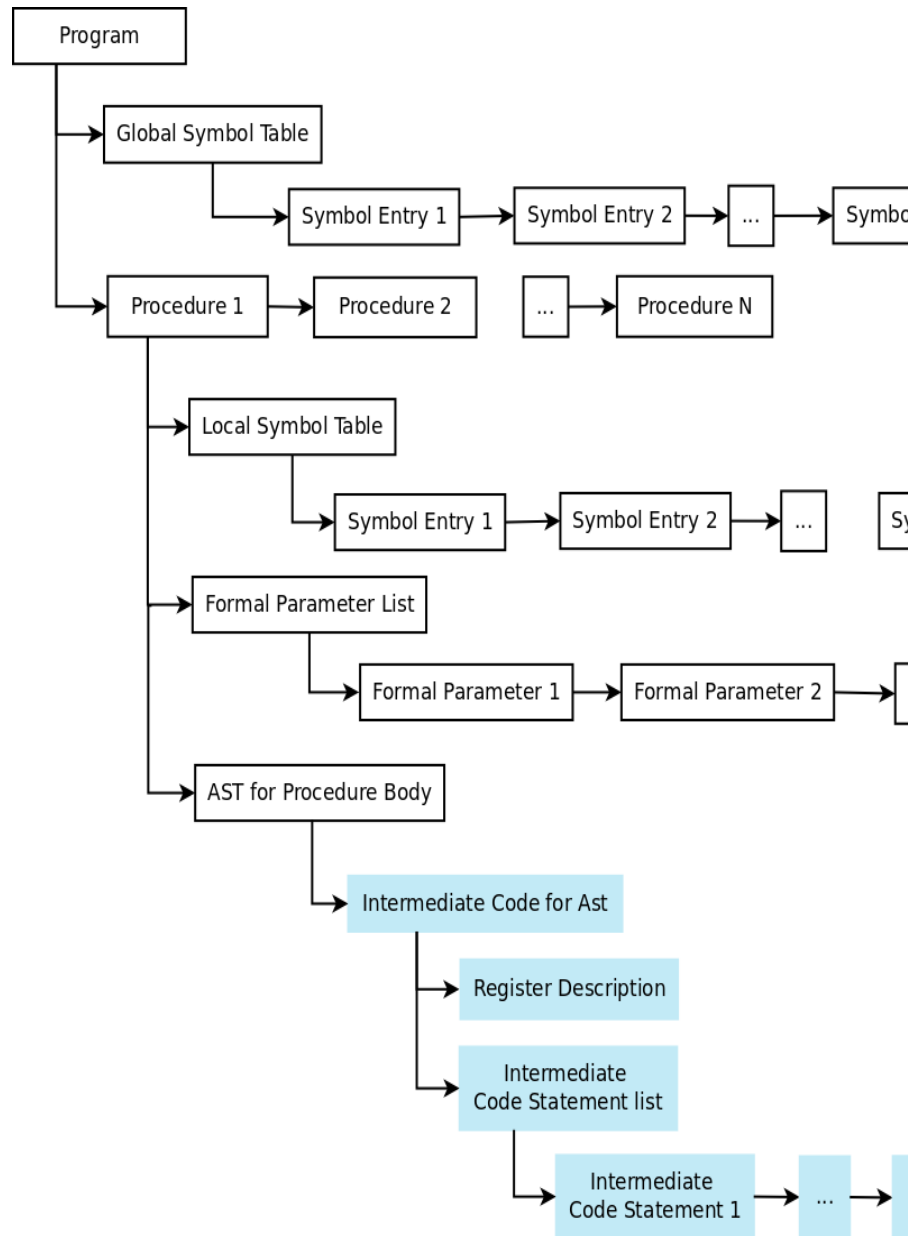 Program
Global Symbol Table
Symbol Entry 1
Symbol Entry 2
...
Symbo
Procedure 1
Procedure 2
...
Procedure N
Local Symbol Table
Symbol Entry 1
Symbol Entry 2
...
Sy
Formal Parameter List
Formal Parameter 1
Formal Parameter 2
AST for Procedure Body
Intermediate Code for Ast
Register Description
Intermediate
Code Statement list
Intermediate
Code Statement 1
...